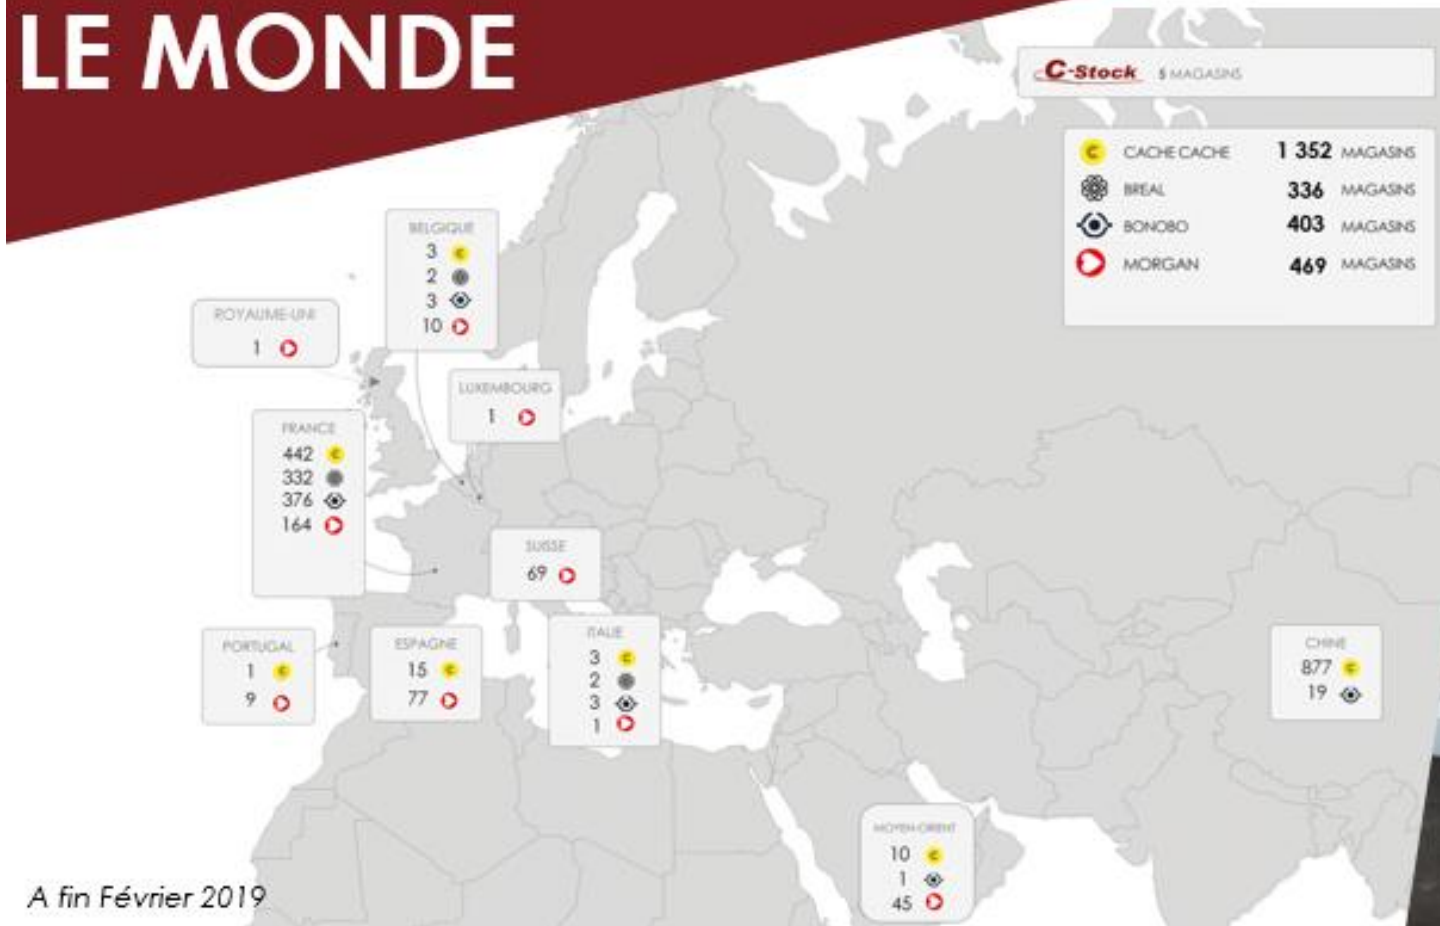 LE MONDE
C-Stock 5 MAGASINS
CACHE CACHE 1 352 MAGASINS
BREAL 336 MAGASINS
BONOBO 403 MAGASINS
MORGAN 469 MAGASINS
BELGIQUE
3
2
3
10
ROYAUME-UNI
1
LUXEMBOURG
1
FRANCE
442
332
376
164
SUISSE
69
PORTUGAL
1
9
ESPAGNE
15
77
ITALIE
3
2
3
1
CHINE
877
19
MOYEN-ORIENT
10
1
45
A fin Février 2019